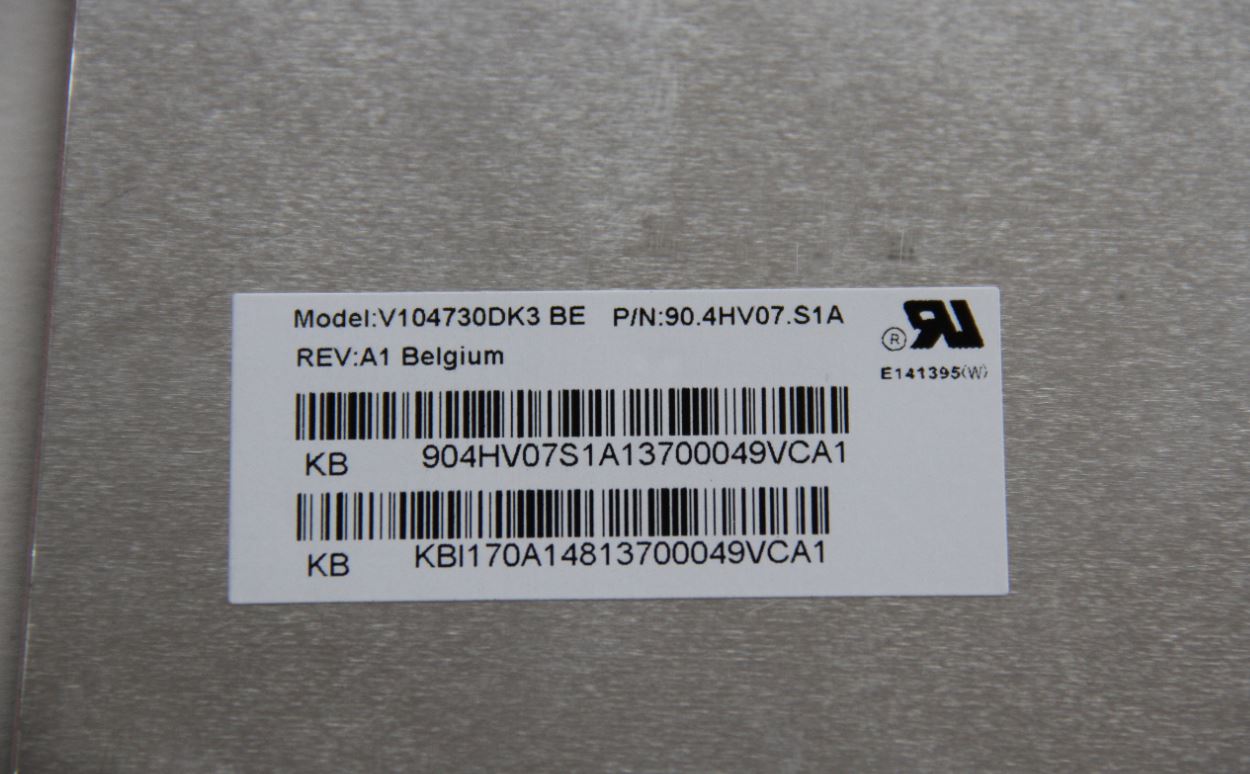 Model:V104730DK3 BE P/N:90.4HV07.S1A
REV:A1 Belgium
®
E141395(W)
KB 904HV07S1A13700049VCA1
KB KBI170A14813700049VCA1